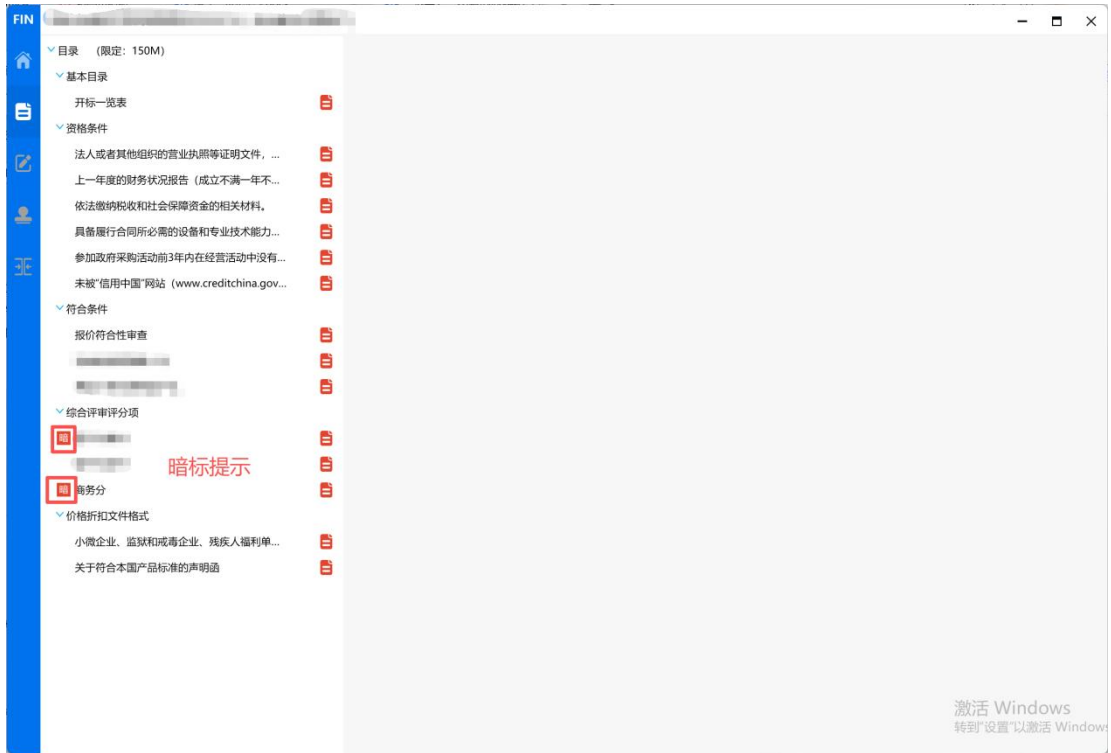 FIN
目录 (限定: 150M)
基本目录
开标一览表
资格条件
法人或者其他组织的营业执照等证明文件，...
上一年度的财务状况报告（成立不满一年不...
依法缴纳税收和社会保障资金的相关材料。
具备履行合同所必需的设备和专业技术能力...
参加政府采购活动前3年内在经营活动中没有...
未被"信用中国"网站（www.creditchina.gov...
符合条件
报价符合性审查
综合评审评分项
暗
暗标提示
暗 商务分
价格折扣文件格式
小微企业、监狱和戒毒企业、残疾人福利单...
关于符合本国产品标准的声明函
激活 Windows
转到"设置"以激活 Windows